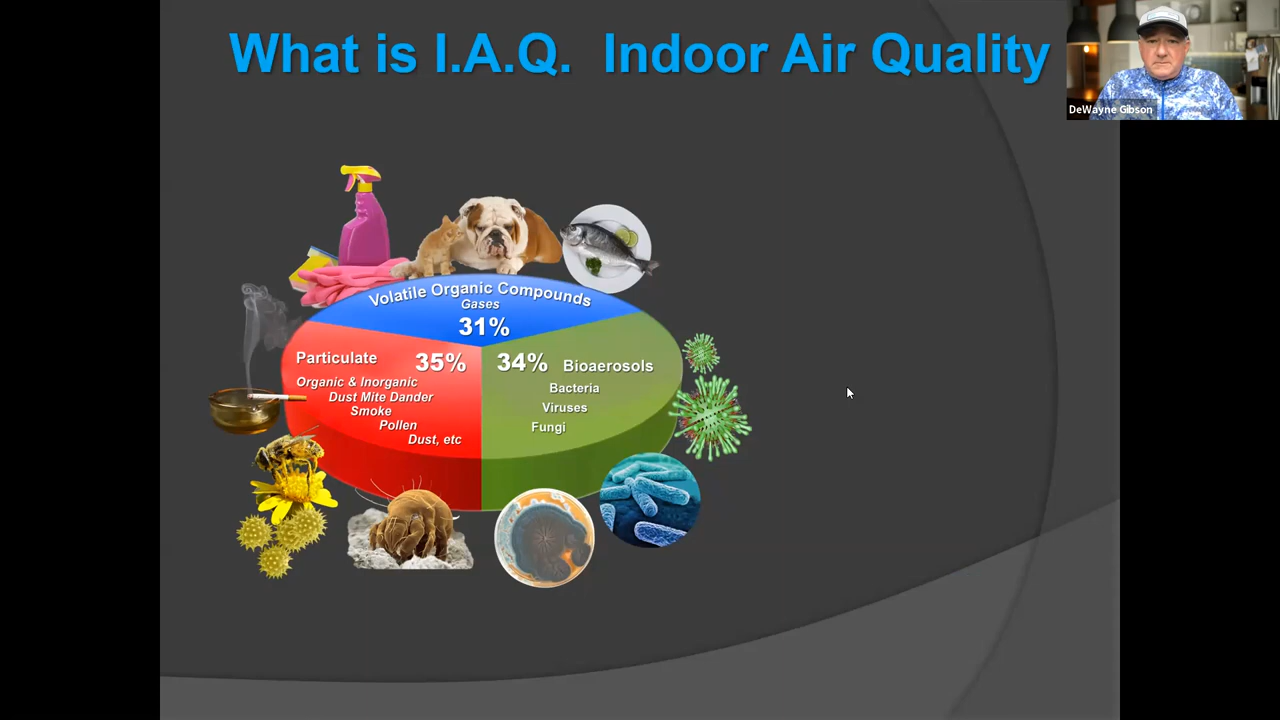 What is I.A.Q. Indoor Air Quality
DeWayne Gibson
Volatile Organic Compounds
Gases
31%
Particulate 35%
Organic & Inorganic
Dust Mite Dander
Smoke
Pollen
Dust, etc
34% Bioaerosols
Bacteria
Viruses
Fungi